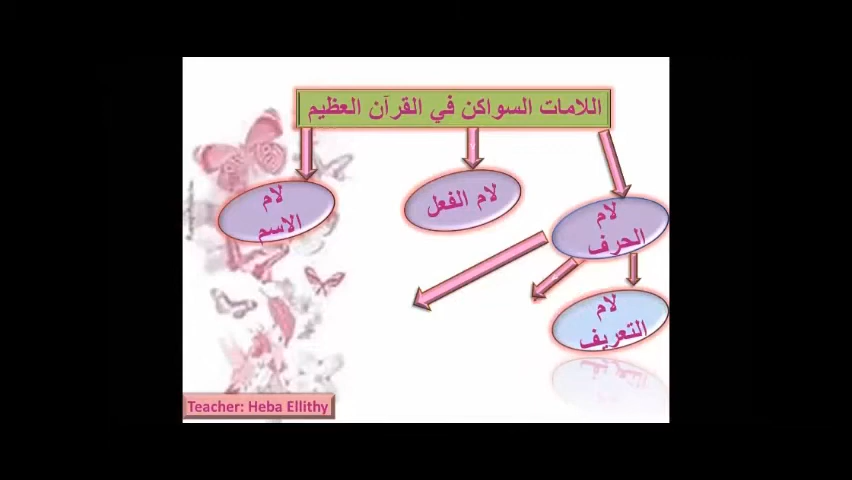 اللامات السواكن في القرآن العظيم
لام
الحرف
لام الفعل
لام
الاسم
لام
التعريف
Teacher: Heba Ellithy